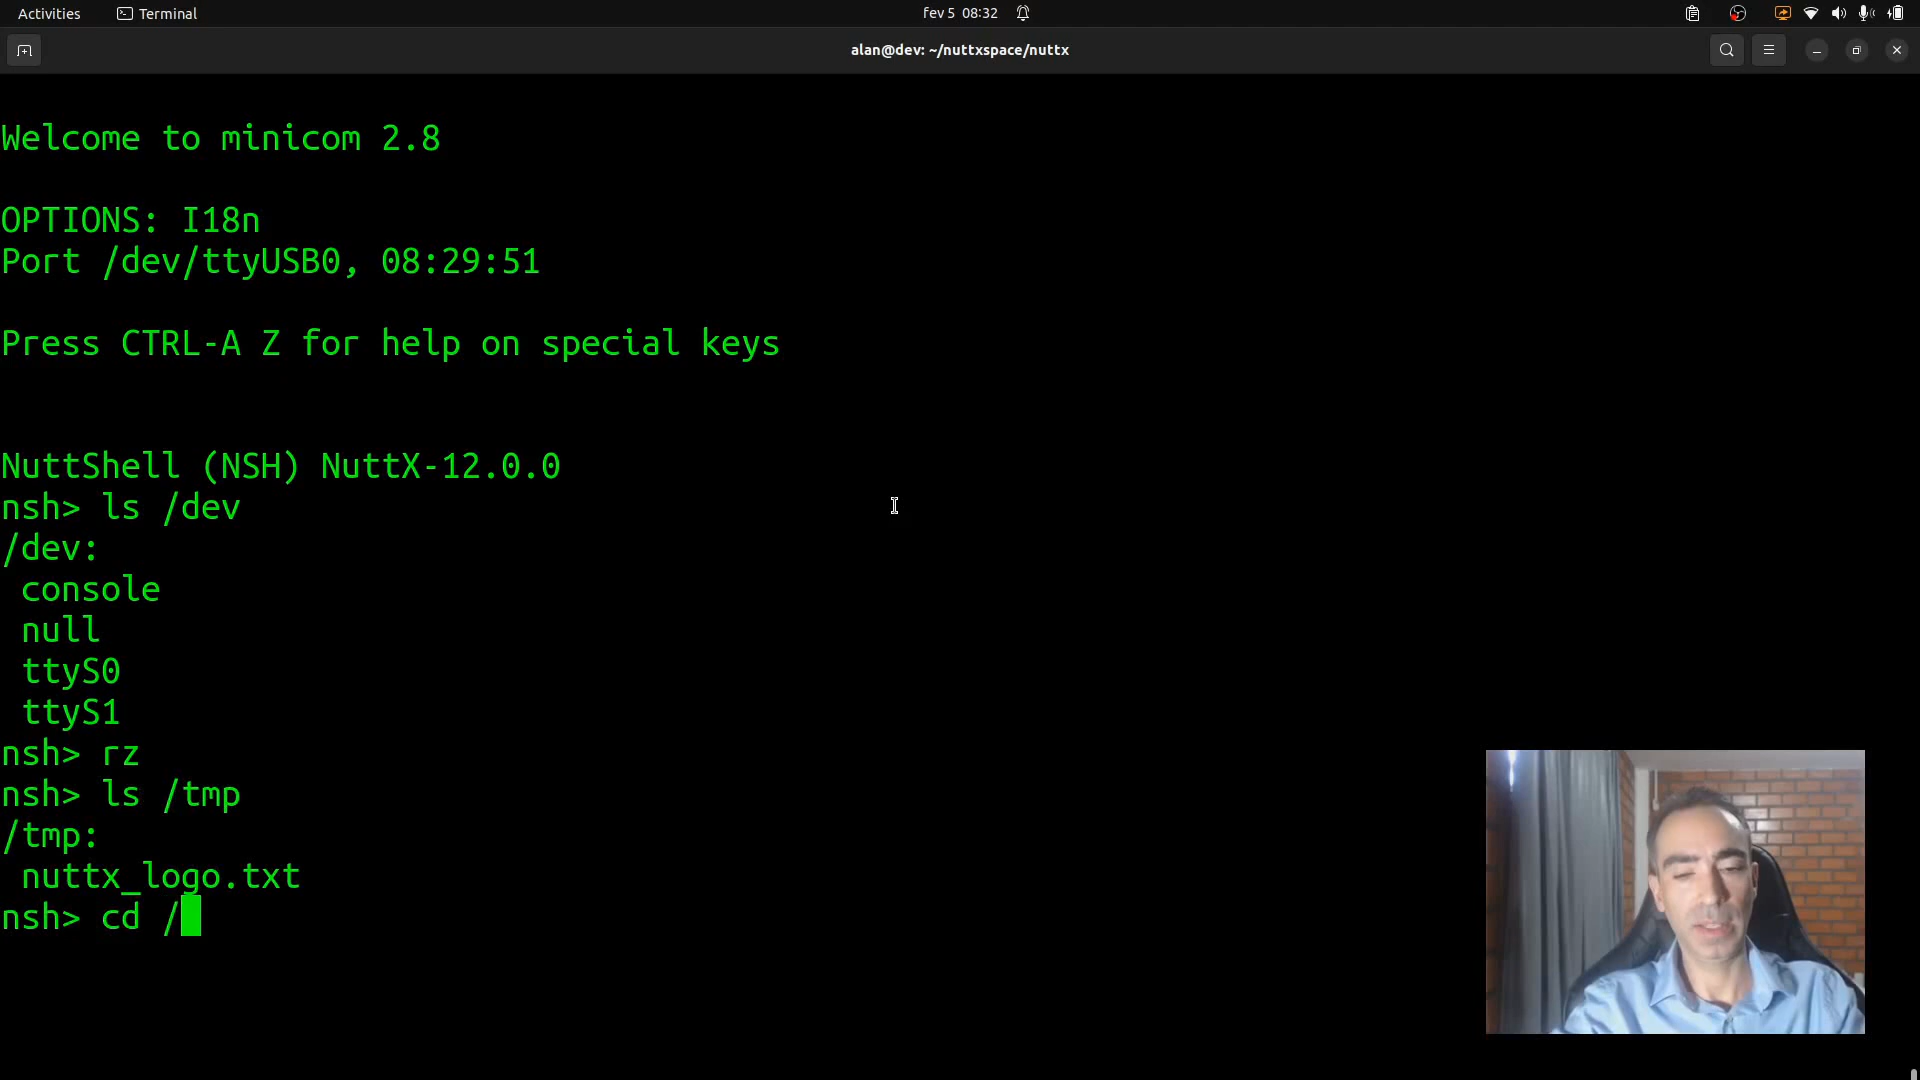 Activities
Terminal
fev 5 08:32
alan@dev: ~/nuttxspace/nuttx
Welcome to minicom 2.8
OPTIONS: I18n
Port /dev/ttyUSB0, 08:29:51
Press CTRL-A Z for help on special keys
NuttShell (NSH) NuttX-12.0.0
nsh> ls /dev
/dev:
console
null
ttyS0
ttyS1
nsh> rz
nsh> ls /tmp
/tmp:
nuttx_logo.txt
nsh> cd /